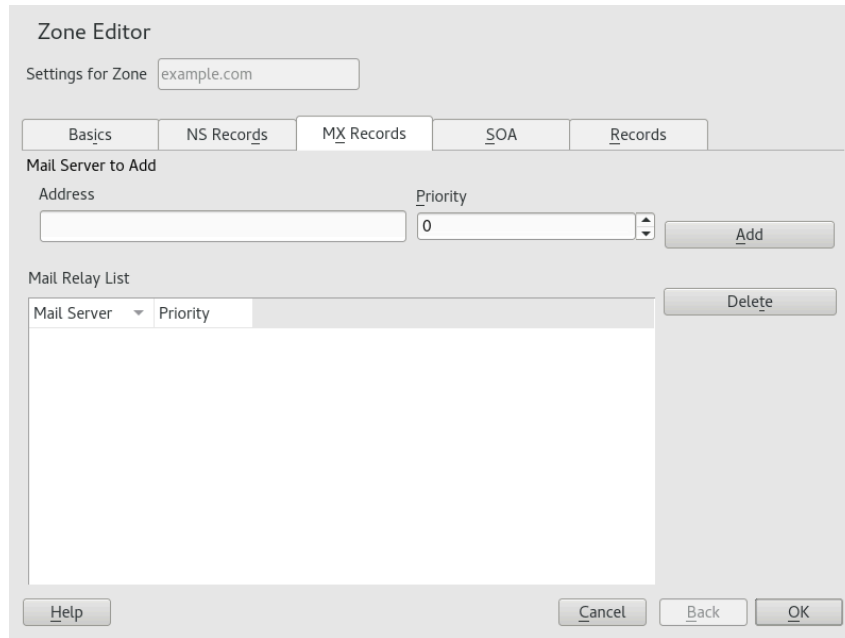 Zone Editor
Settings for Zone example.com
Basics NS Records MX Records SOA Records
Mail Server to Add
Address Priority
0 Add
Mail Relay List
Delete
Mail Server Priority
Help Cancel Back OK